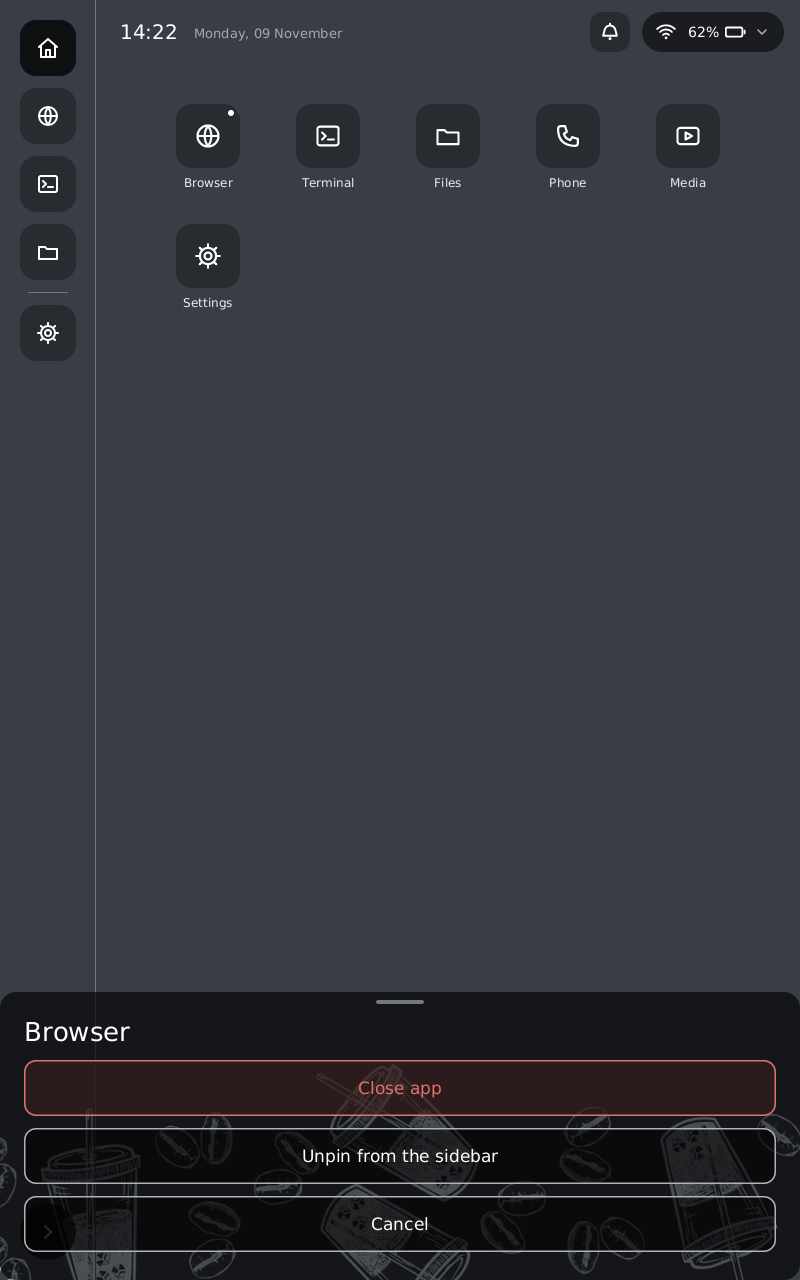 14:22 Monday, 09 November 62%
Browser Terminal Files Phone Media
Settings
Browser
Close app
Unpin from the sidebar
Cancel